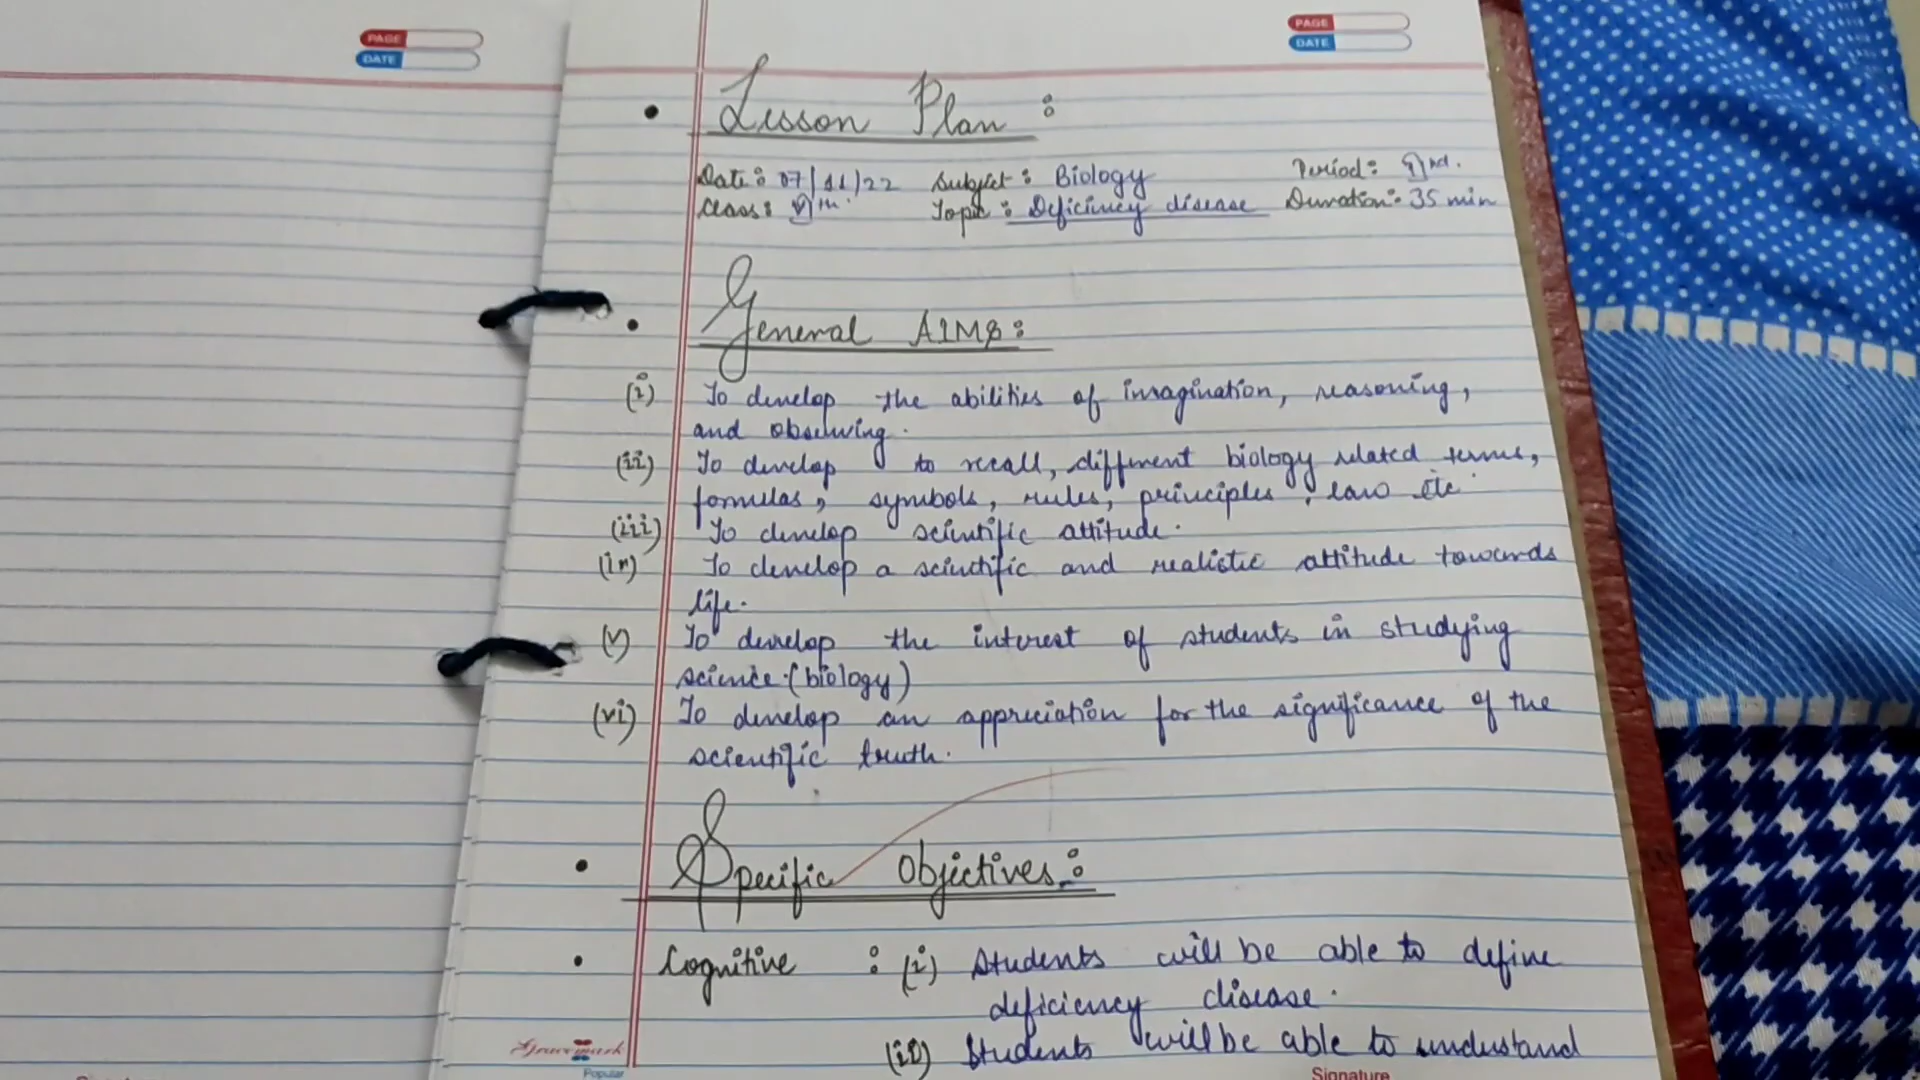 PAGE
DATE
PAGE
DATE
• Lesson Plan :
Date : 07/11/22 Subject : Biology Period :
Class : Topic : Deficiency disease Duration : 35 min
• General AIMS :
(i) To develop the abilities of imagination, reasoning,
and observing.
(ii) To develop to recall, different biology related terms,
formulas, symbols, rules, principles, law etc.
(iii) To develop scientific attitude.
(iv) To develop a scientific and realistic attitude towards
life.
(v) To develop the interest of students in studying
science.(biology)
(vi) To develop an appreciation for the significance of the
scientific truth.
• Specific Objectives :
• Cognitive : (i) Students will be able to define
deficiency disease.
(ii) Students will be able to understand
Gracemark
Popular
Signature